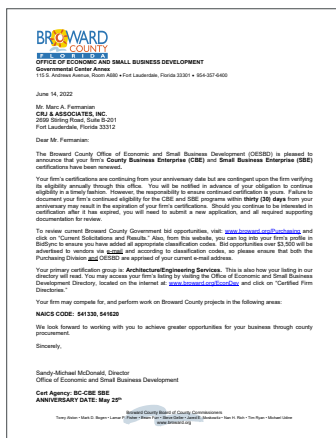 BROWARD
COUNTY
FLORIDA
OFFICE OF ECONOMIC AND SMALL BUSINESS DEVELOPMENT
Governmental Center Annex
115 S. Andrews Avenue, Room A680 • Fort Lauderdale, Florida 33301 • 954-357-6400
June 14, 2022
Mr. Marc A. Fermanian
CRJ & ASSOCIATES, INC.
2699 Stirling Road, Suite B-201
Fort Lauderdale, Florida 33312
Dear Mr. Fermanian:
The Broward County Office of Economic and Small Business Development (OESBD) is pleased to
announce that your firm's County Business Enterprise (CBE) and Small Business Enterprise (SBE)
certifications have been renewed.
Your firm's certifications are continuing from your anniversary date but are contingent upon the firm verifying
its eligibility annually through this office. You will be notified in advance of your obligation to continue
eligibility in a timely fashion. However, the responsibility to ensure continued certification is yours. Failure to
document your firm's continued eligibility for the CBE and SBE programs within thirty (30) days from your
anniversary may result in the expiration of your firm's certifications. Should you continue to be interested in
certification after it has expired, you will need to submit a new application, and all required supporting
documentation for review.
To review current Broward County Government bid opportunities, visit: www.broward.org/Purchasing and
click on "Current Solicitations and Results." Also, from this website, you can log into your firm's profile in
BidSync to ensure you have added all appropriate classification codes. Bid opportunities over $3,500 will be
advertised to vendors via e-mail and according to classification codes, so please ensure that both the
Purchasing Division and OESBD are apprised of your current e-mail address.
Your primary certification group is: Architecture/Engineering Services. This is also how your listing in our
directory will read. You may access your firm's listing by visiting the Office of Economic and Small Business
Development Directory, located on the internet at: www.broward.org/EconDev and click on "Certified Firm
Directories."
Your firm may compete for, and perform work on Broward County projects in the following areas:
NAICS CODE: 541330, 541620
We look forward to working with you to achieve greater opportunities for your business through county
procurement.
Sincerely,
Sandy-Michael McDonald, Director
Office of Economic and Small Business Development
Cert Agency: BC-CBE SBE
ANNIVERSARY DATE: May 25th
Broward County Board of County Commissioners
Torey Alston • Mark D. Bogen • Lamar P. Fisher • Beam Furr • Steve Geller • Jared E. Moskowitz • Nan H. Rich • Tim Ryan • Michael Udine
www.broward.org